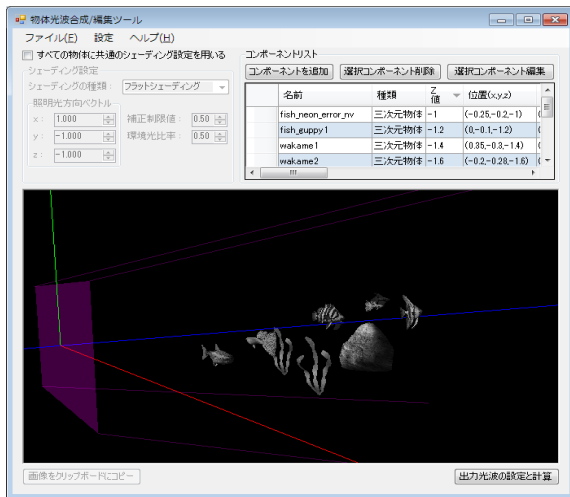 物体光波合成/編集ツール
ファイル(F) 設定 ヘルプ(H)
すべての物体に共通のシェーディング設定を用いる
シェーディング設定
シェーディングの種類： フラットシェーディング
照明光方向ベクトル
x： 1.000 補正制限値： 0.50
y： -1.000 環境光比率： 0.50
z： -1.000
コンポーネントリスト
コンポーネントを追加 選択コンポーネント削除 選択コンポーネント編集
名前 種類 Z値 位置(x,y,z)
fish_neon_error_nv 三次元物体 -1 (-0.25,-0.2,-1)
fish_guppy1 三次元物体 -1.2 (0,-0.1,-1.2)
wakame1 三次元物体 -1.4 (0.35,-0.3,-1.4)
wakame2 三次元物体 -1.6 (-0.2,-0.28,-1.6)
画像をクリップボードにコピー 出力光波の設定と計算